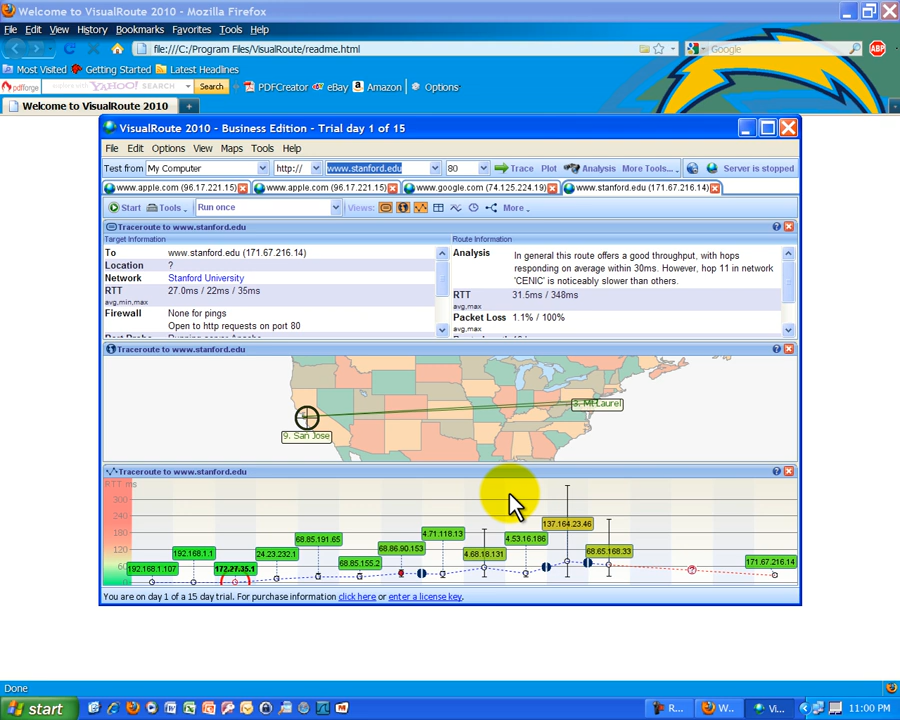 Welcome to VisualRoute 2010 - Mozilla Firefox
File Edit View History Bookmarks Favorites Tools Help
file:///C:/Program Files/VisualRoute/readme.html
Google
ABP
Most Visited Getting Started Latest Headlines
pdfforge YAHOO! SEARCH Search PDFCreator eBay Amazon Options
Welcome to VisualRoute 2010
VisualRoute 2010 - Business Edition - Trial day 1 of 15
File Edit Options View Maps Tools Help
Test from My Computer http:// www.stanford.edu 80 Trace Plot Analysis More Tools... Server is stopped
www.apple.com (96.17.221.15) www.apple.com (96.17.221.15) www.google.com (74.125.224.19) www.stanford.edu (171.67.216.14)
Start Tools Run once Views: More
Traceroute to www.stanford.edu
Target Information Route Information
To www.stanford.edu (171.67.216.14)
Location ?
Network Stanford University
RTT 27.0ms / 22ms / 35ms
avg,min,max
Firewall None for pings
Open to http requests on port 80
Analysis In general this route offers a good throughput, with hops
responding on average within 30ms. However, hop 11 in network
'CENIC' is noticeably slower than others.
RTT 31.5ms / 348ms
avg,max
Packet Loss 1.1% / 100%
avg,max
Traceroute to www.stanford.edu
3. Mt Laurel
9. San Jose
Traceroute to www.stanford.edu
RTT ms
300
240
180
120
60
0
192.168.1.107
192.168.1.1
172.27.35.1
24.23.232.1
68.85.191.65
68.85.155.2
68.86.90.153
4.71.118.13
4.68.18.131
4.53.16.186
137.164.23.46
68.65.168.33
171.67.216.14
You are on day 1 of a 15 day trial. For purchase information click here or enter a license key.
Done
start R... W... Vi... 11:00 PM